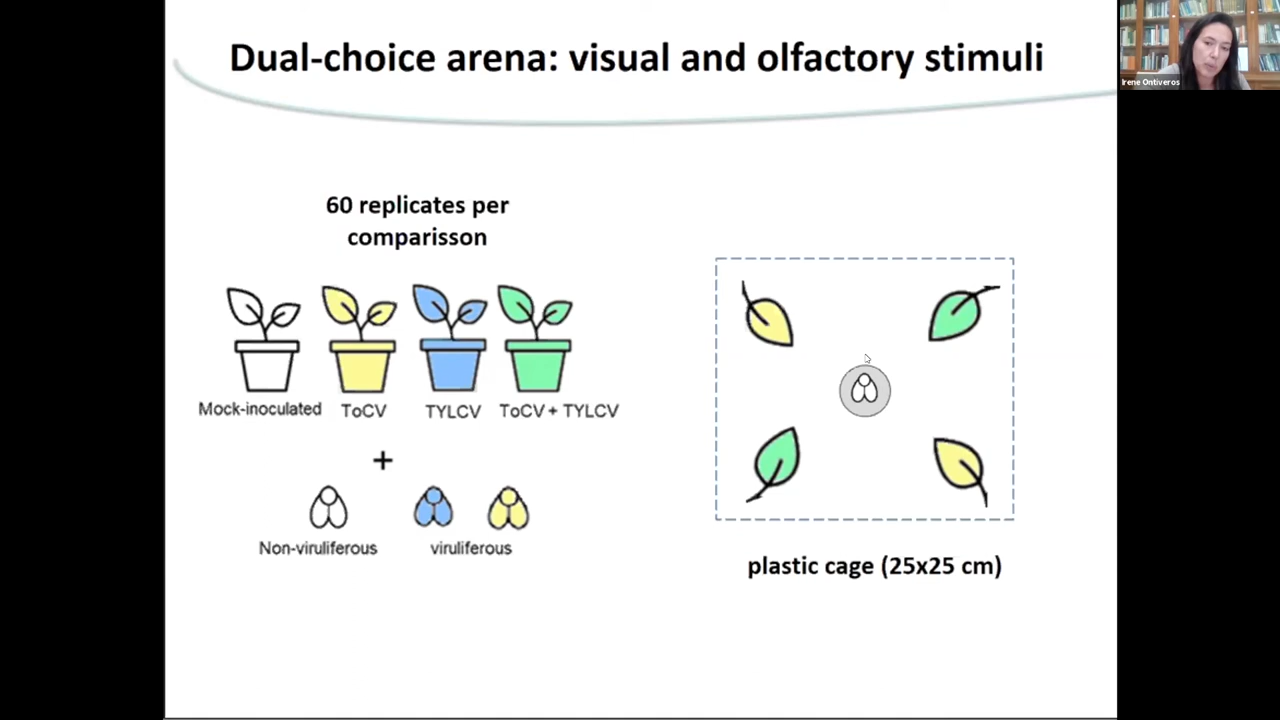 Dual-choice arena: visual and olfactory stimuli
Irene Ontiveros
60 replicates per
comparisson
Mock-inoculated ToCV TYLCV ToCV + TYLCV
+
Non-viruliferous viruliferous
plastic cage (25x25 cm)